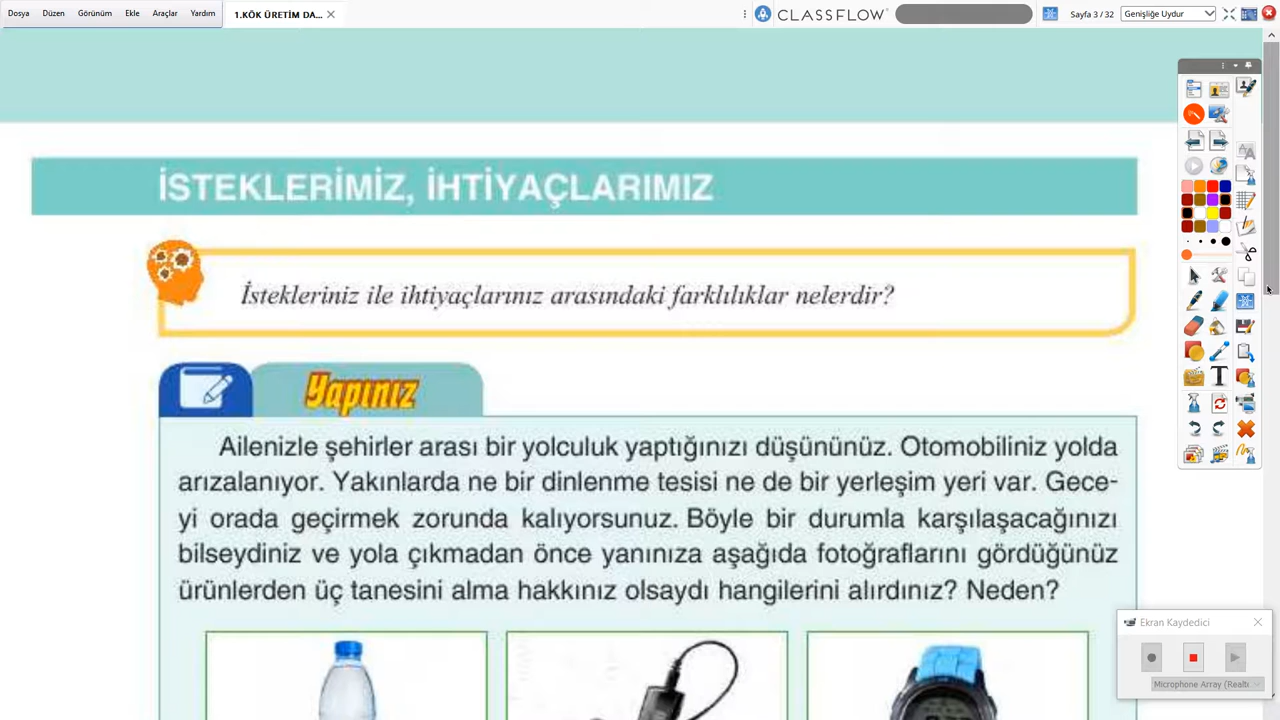 Dosya Düzen Görünüm Ekle Araçlar Yardım
1.KÖK ÜRETİM DA...
CLASSFLOW
Sayfa 3 / 32
Genişliğe Uydur
İSTEKLERİMİZ, İHTİYAÇLARIMIZ
İstekleriniz ile ihtiyaçlarınız arasındaki farklılıklar nelerdir?
Yapınız
Ailenizle şehirler arası bir yolculuk yaptığınızı düşününüz. Otomobiliniz yolda
arızalanıyor. Yakınlarda ne bir dinlenme tesisi ne de bir yerleşim yeri var. Gece-
yi orada geçirmek zorunda kalıyorsunuz. Böyle bir durumla karşılaşacağınızı
bilseydiniz ve yola çıkmadan önce yanınıza aşağıda fotoğraflarını gördüğünüz
ürünlerden üç tanesini alma hakkınız olsaydı hangilerini alırdınız? Neden?
Ekran Kaydedici
Microphone Array (Realte